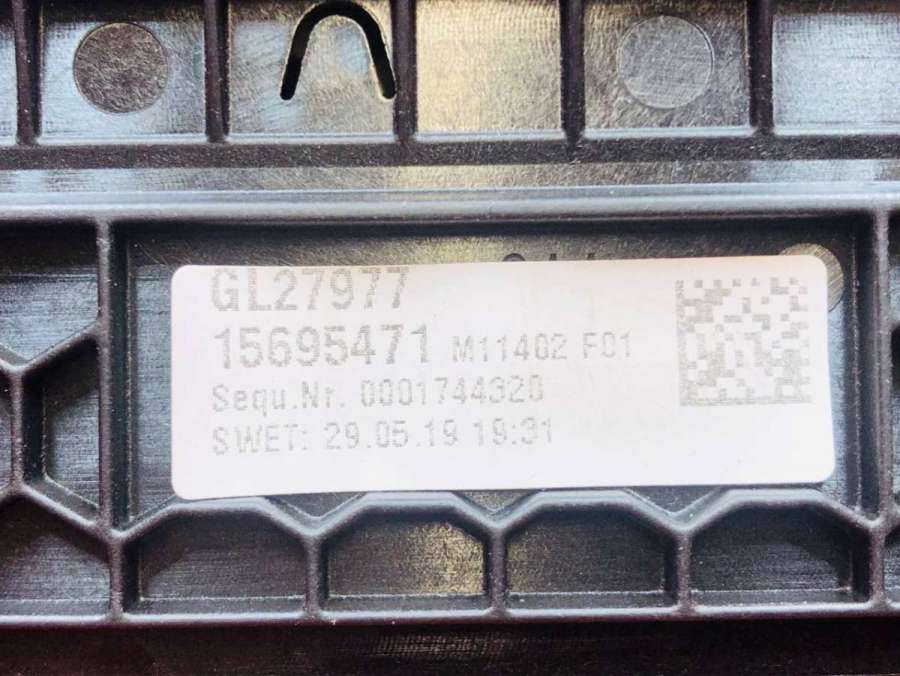 GL27977
15695471 M11402 F01
Sequ.Nr. 0001744320
SWET: 29.05.19 19:31